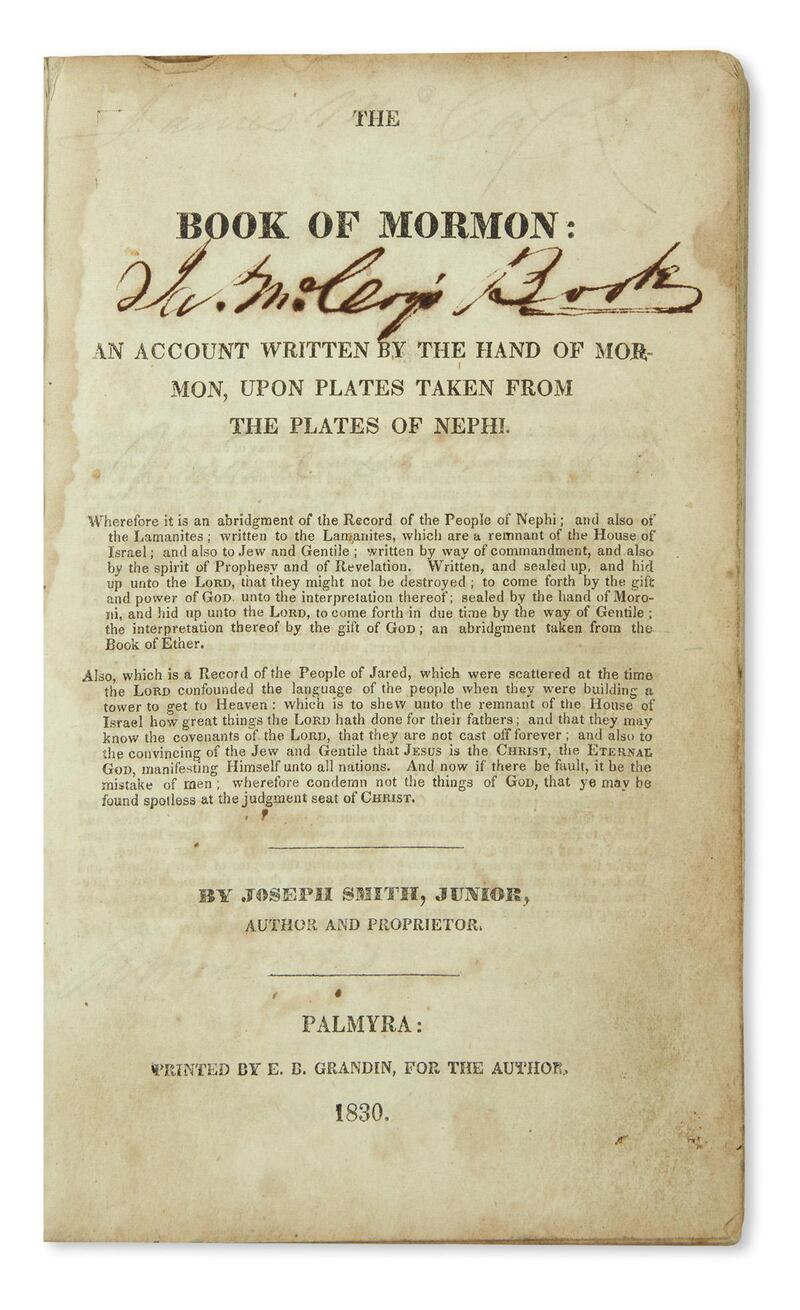 THE
BOOK OF MORMON:
Book
AN ACCOUNT WRITTEN BY THE HAND OF MOR-
MON, UPON PLATES TAKEN FROM
THE PLATES OF NEPHI.
Wherefore it is an abridgment of the Record of the People of Nephi; and also of
the Lamanites; written to the Lamanites, which are a remnant of the House of
Israel; and also to Jew and Gentile; written by way of commandment, and also
by the spirit of Prophesy and of Revelation. Written, and sealed up, and hid
up unto the LORD, that they might not be destroyed; to come forth by the gift
and power of GOD unto the interpretation thereof; sealed by the hand of Moro-
ni, and hid up unto the LORD, to come forth in due time by the way of Gentile;
the interpretation thereof by the gift of GOD; an abridgment taken from the
Book of Ether.
Also, which is a Record of the People of Jared, which were scattered at the time
the LORD confounded the language of the people when they were building a
tower to get to Heaven: which is to shew unto the remnant of the House of
Israel how great things the LORD hath done for their fathers; and that they may
know the covenants of the LORD, that they are not cast off forever; and also to
the convincing of the Jew and Gentile that JESUS is the CHRIST, the ETERNAL
GOD, manifesting Himself unto all nations. And now if there be fault, it be the
mistake of men; wherefore condemn not the things of GOD, that ye may be
found spotless at the judgment seat of CHRIST.
BY JOSEPH SMITH, JUNIOR,
AUTHOR AND PROPRIETOR.
PALMYRA:
PRINTED BY E. B. GRANDIN, FOR THE AUTHOR.
1830.